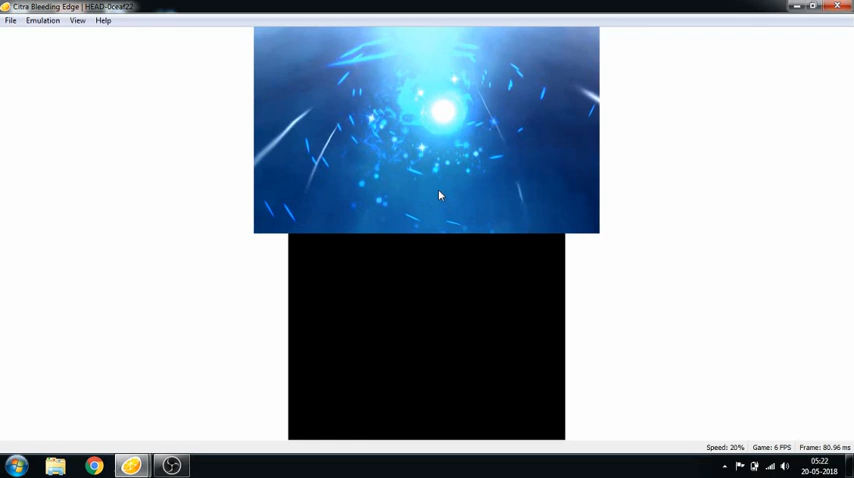 Citra Bleeding Edge | HEAD-0ceaf22
File Emulation View Help
Speed: 20% Game: 6 FPS Frame: 80.96 ms
05:22
20-05-2018